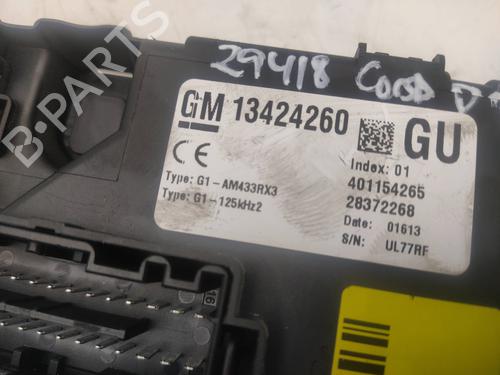 29418 Corsa D
GM 13424260 GU
CE
Index: 01
Type: G1-AM433RX3
401154265
Type: G1-125kHz2
28372268
Date: 01613
S/N: UL77RF
16
B-PARTS